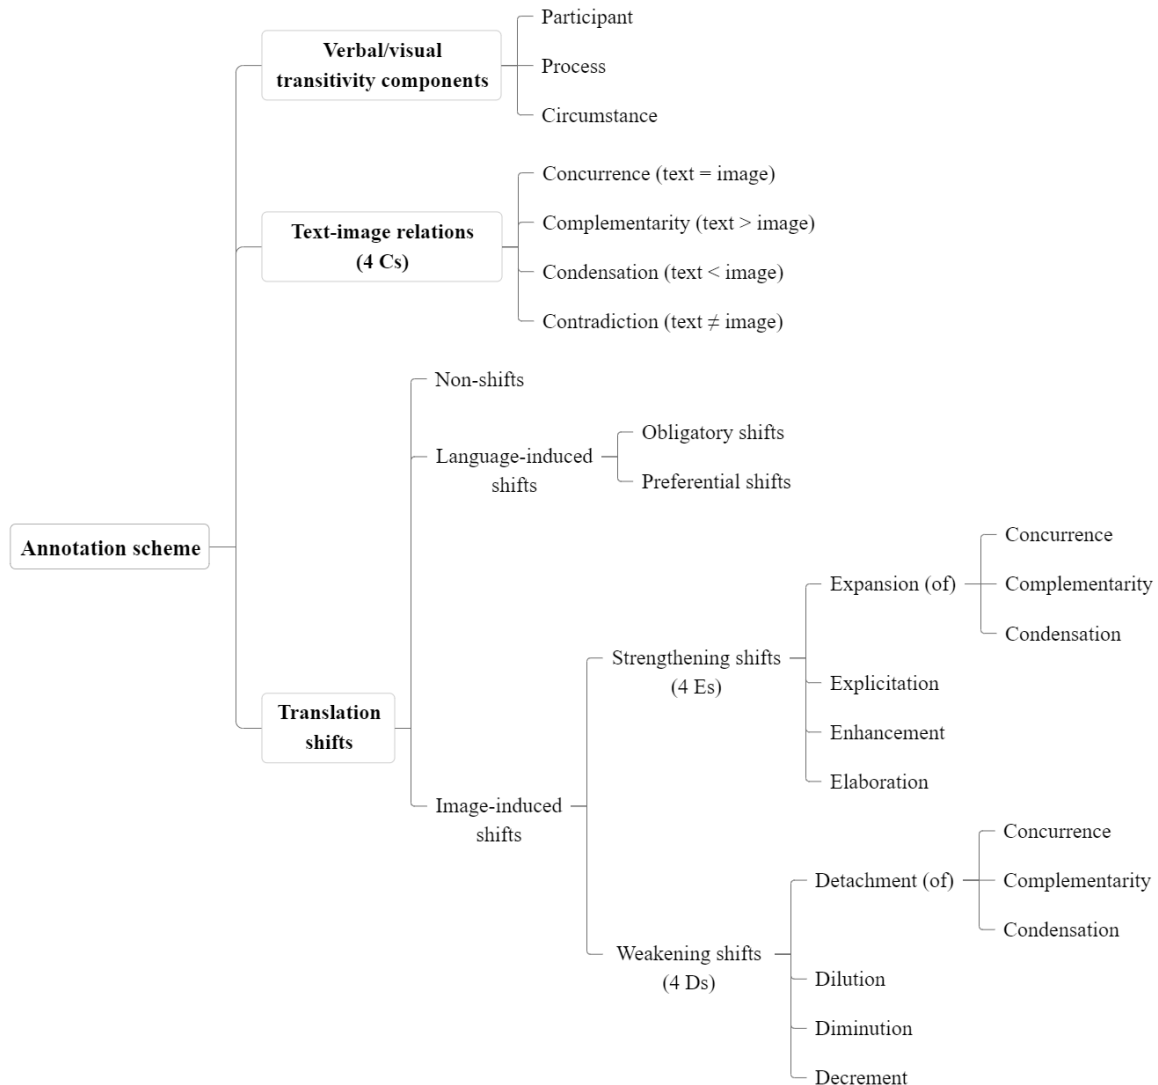 Annotation scheme
Verbal/visual
transitivity components
Participant
Process
Circumstance
Text-image relations
(4 Cs)
Concurrence (text = image)
Complementarity (text > image)
Condensation (text < image)
Contradiction (text ≠ image)
Translation
shifts
Non-shifts
Language-induced
shifts
Obligatory shifts
Preferential shifts
Image-induced
shifts
Strengthening shifts
(4 Es)
Expansion (of)
Concurrence
Complementarity
Condensation
Explicitation
Enhancement
Elaboration
Weakening shifts
(4 Ds)
Detachment (of)
Concurrence
Complementarity
Condensation
Dilution
Diminution
Decrement